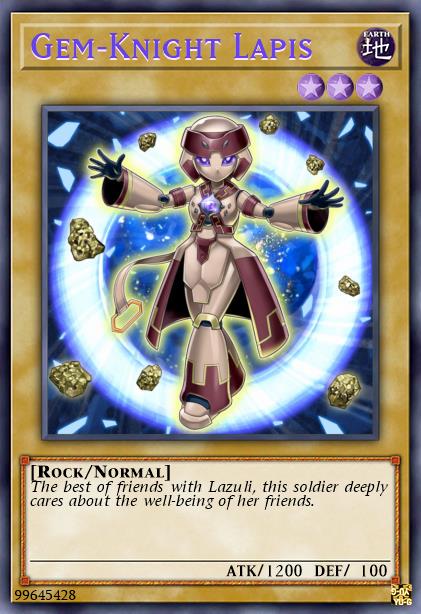 Gem-Knight Lapis
EARTH
地
[Rock/Normal]
The best of friends with Lazuli, this soldier deeply
cares about the well-being of her friends.
ATK/1200 DEF/ 100
99645428